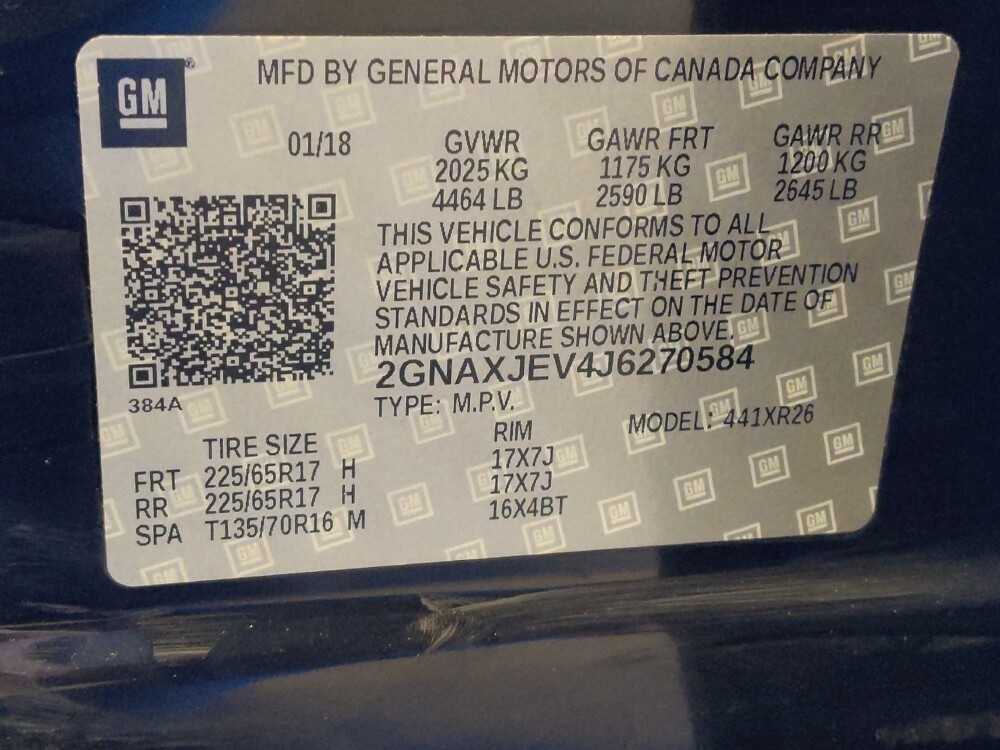 GM
MFD BY GENERAL MOTORS OF CANADA COMPANY
01/18 GVWR GAWR FRT GAWR RR
2025 KG 1175 KG 1200 KG
4464 LB 2590 LB 2645 LB
THIS VEHICLE CONFORMS TO ALL
APPLICABLE U.S. FEDERAL MOTOR
VEHICLE SAFETY AND THEFT PREVENTION
STANDARDS IN EFFECT ON THE DATE OF
MANUFACTURE SHOWN ABOVE.
2GNAXJEV4J6270584
384A
TYPE: M.P.V. MODEL: 441XR26
TIRE SIZE RIM
FRT 225/65R17 H 17X7J
RR 225/65R17 H 17X7J
SPA T135/70R16 M 16X4BT